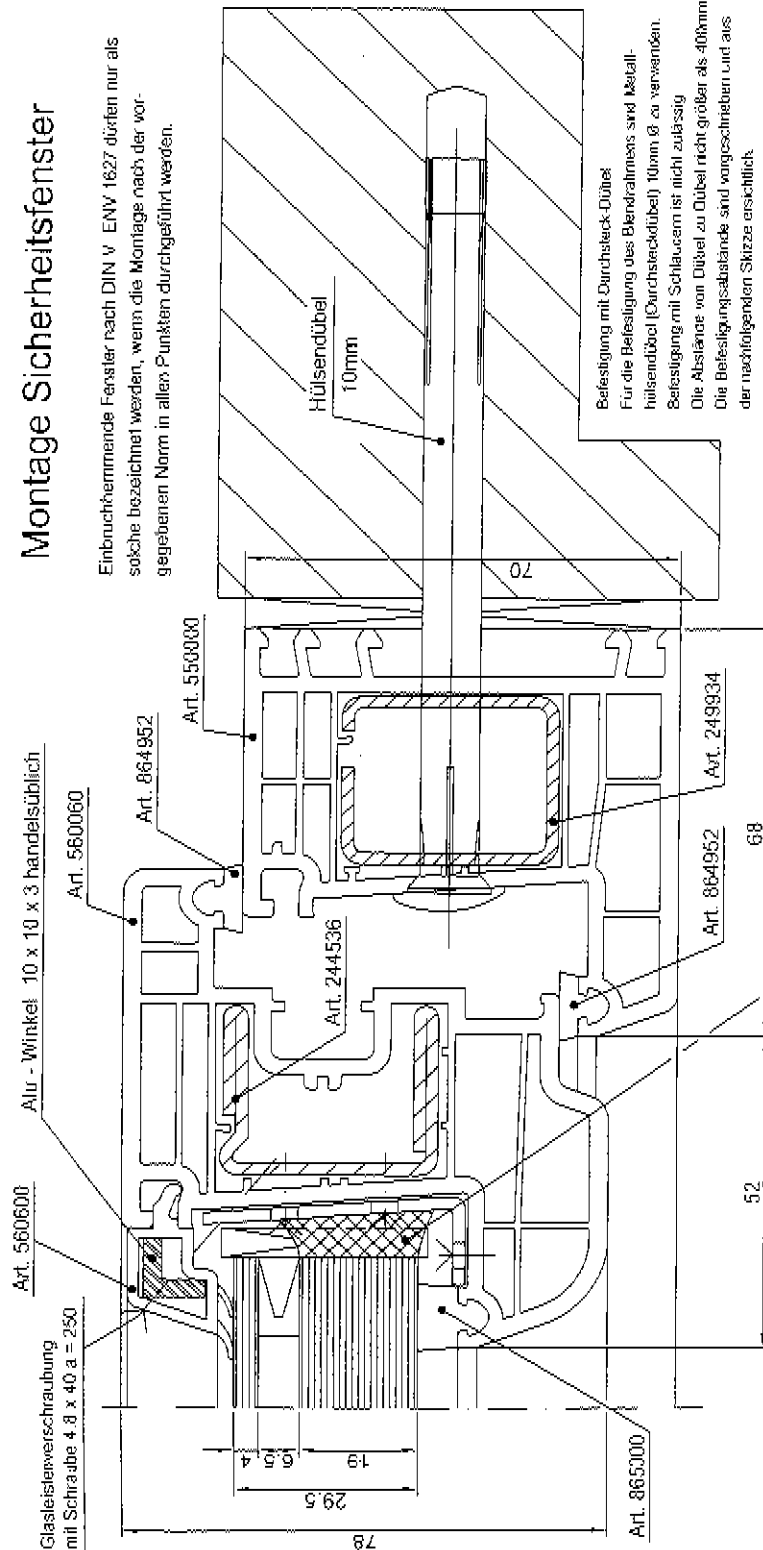 Montage Sicherheitsfenster
Einbruchhemmende Fenster nach DIN V ENV 1627 dürfen nur als
solche bezeichnet werden, wenn die Montage nach der vor-
gegebenen Norm in allen Punkten durchgeführt werden.
Glasleistenverschraubung
mit Schraube 4.8 x 40 a = 250
Art. 560600
Alu - Winkel 10 x 10 x 3 handelsüblich
Art. 560060
Art. 864952
Art. 550000
Hülsendübel
10mm
Art. 244536
70
78
29.5
4
6.5
19
Art. 865000
52
Art. 864952
68
Art. 249934
Befestigung mit Durchsteck-Dübel
Für die Befestigung des Blendrahmens sind Metall-
hülsendübel (Durchsteckdübel) 10mm Ø zu verwenden.
Befestigung mit Schlaudern ist nicht zulässig
Die Abstände von Dübel zu Dübel nicht größer als 400mm
Die Befestigungsabstände sind vorgeschrieben und aus
der nachfolgenden Skizze ersichtlich.